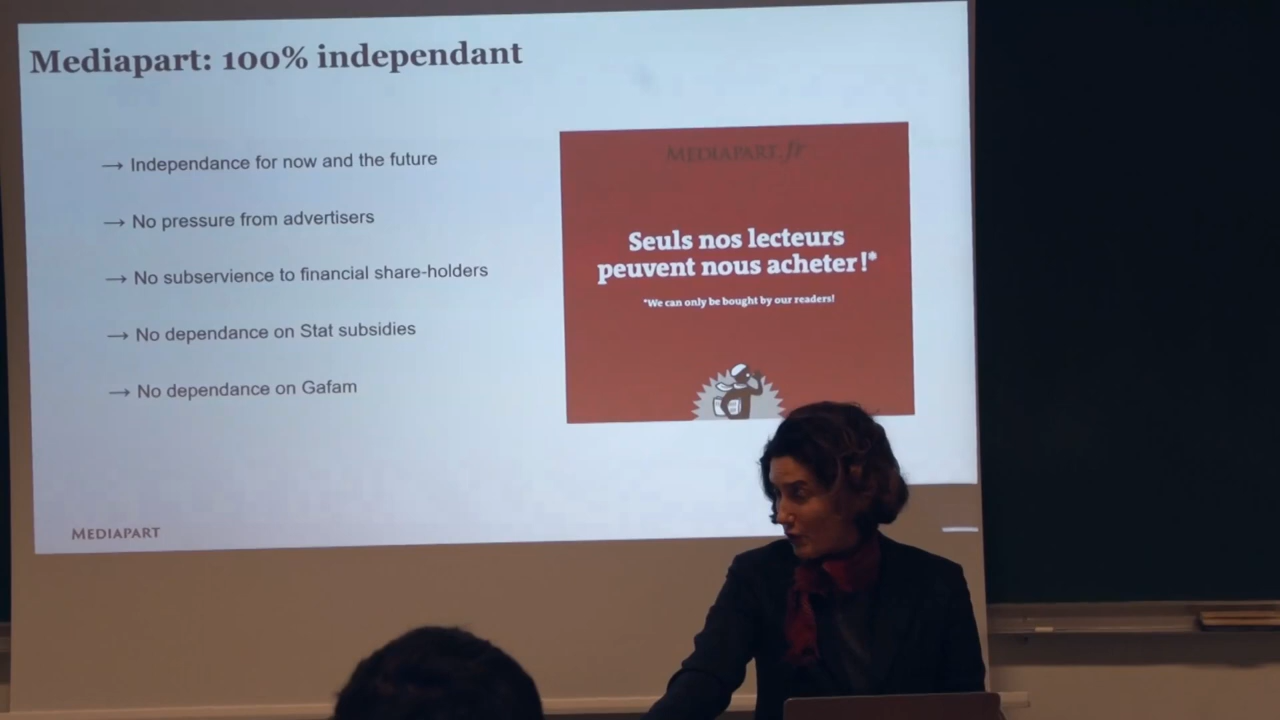 Mediapart: 100% independant
→ Independance for now and the future
→ No pressure from advertisers
→ No subservience to financial share-holders
→ No dependance on Stat subsidies
→ No dependance on Gafam
MEDIAPART
MEDIAPART.fr
Seuls nos lecteurs
peuvent nous acheter!*
*We can only be bought by our readers!